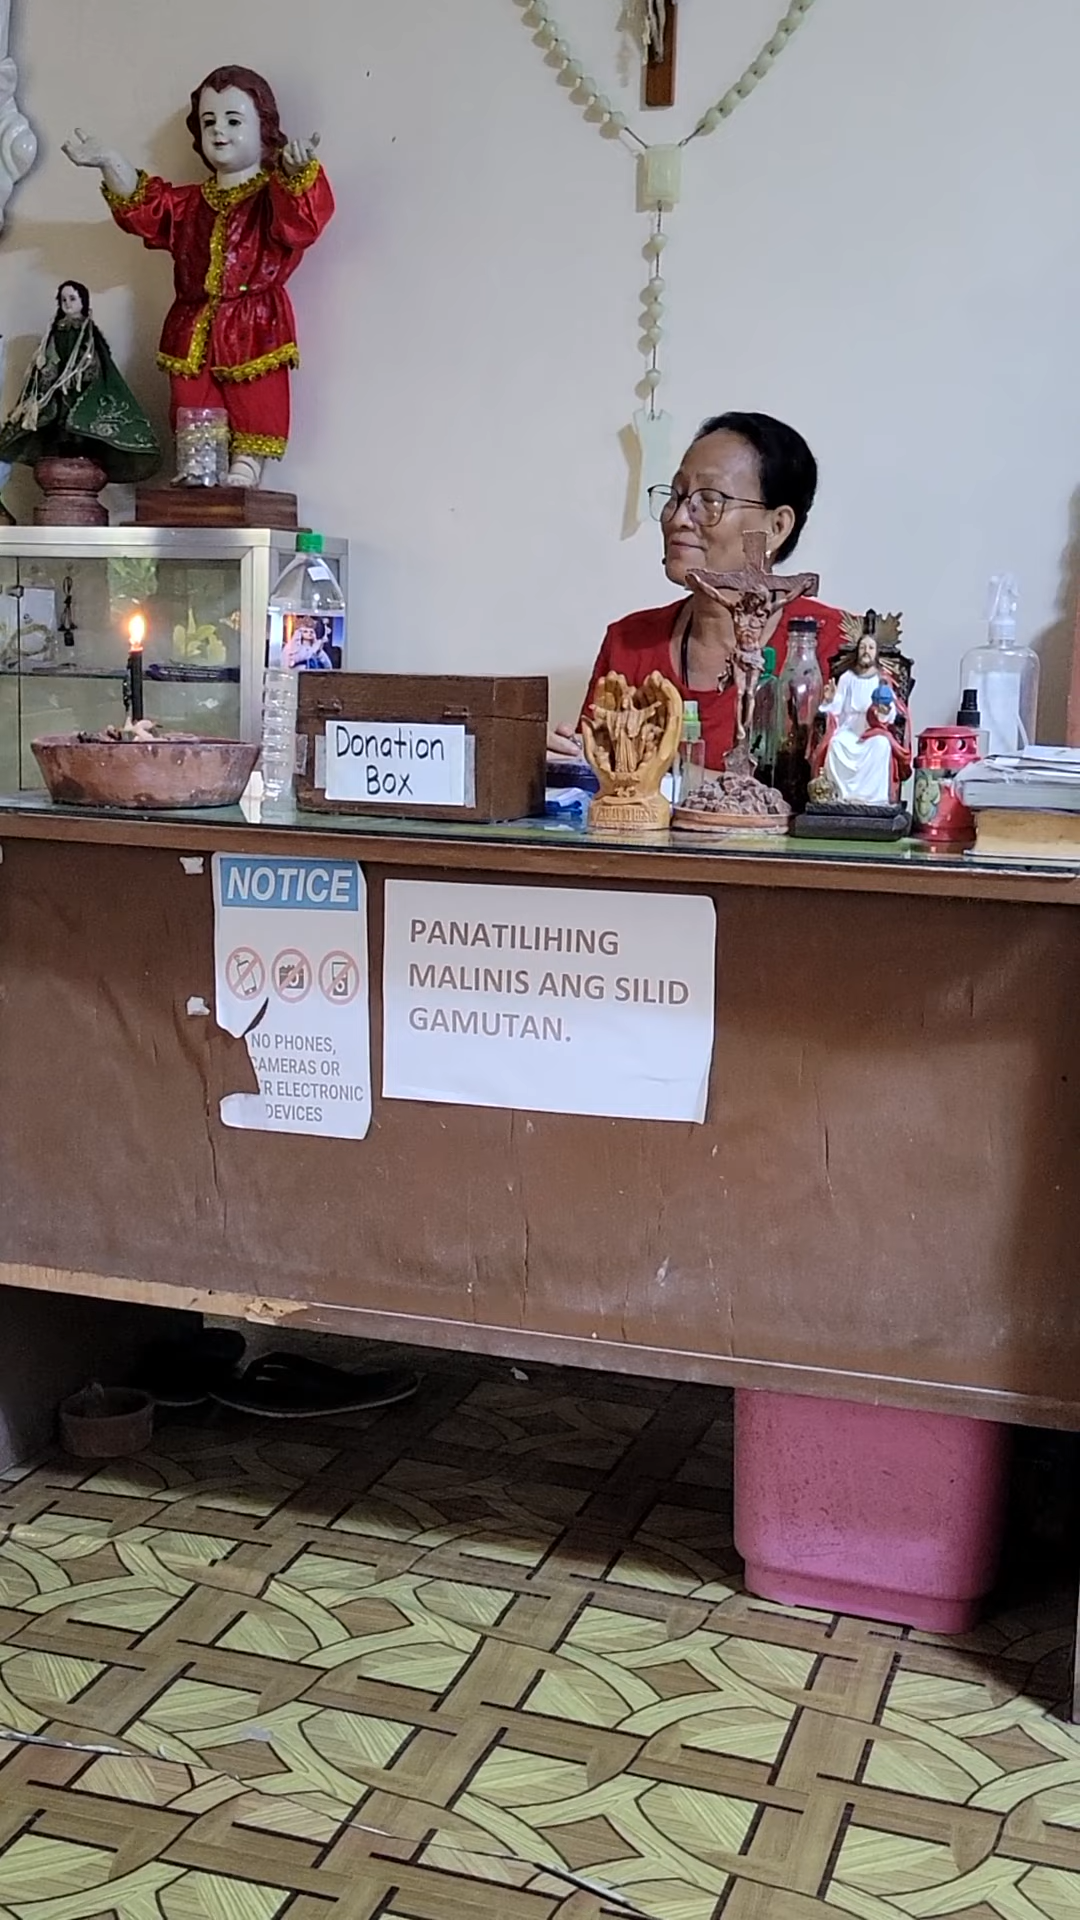 Donation
Box
NOTICE
NO PHONES,
CAMERAS OR
ELECTRONIC
DEVICES
PANATILIHING
MALINIS ANG SILID
GAMUTAN.